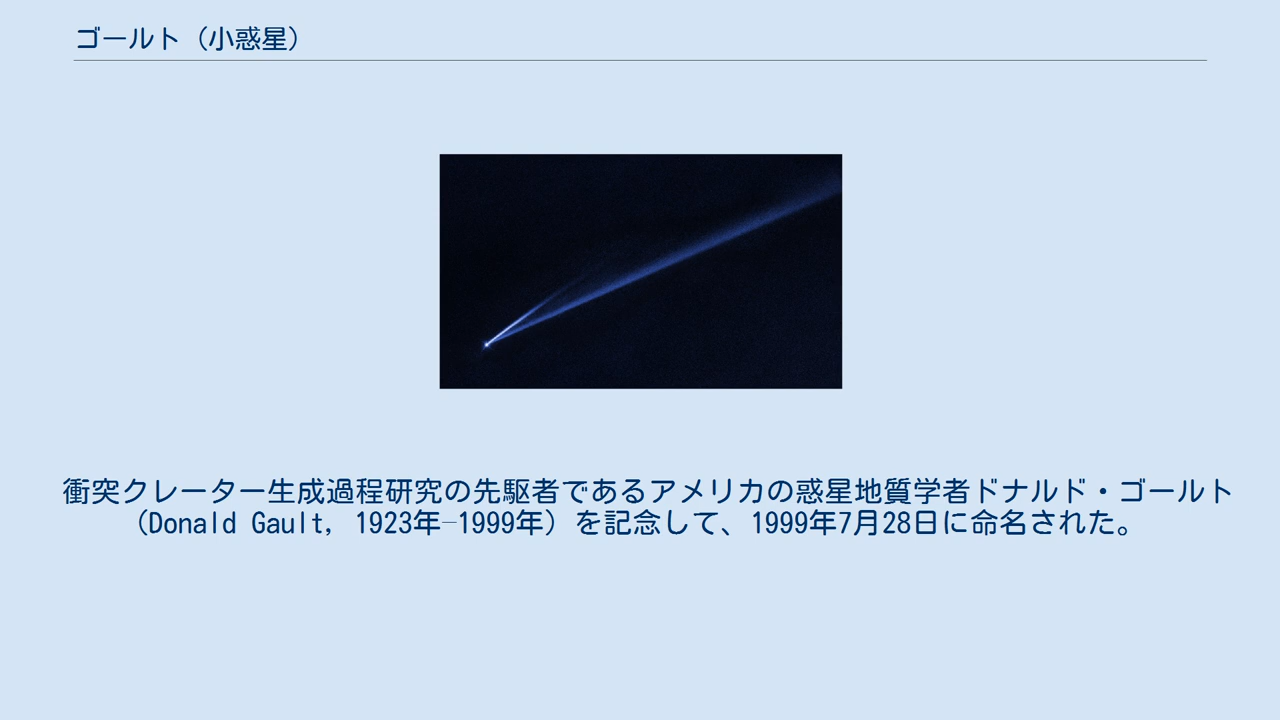 ゴールト（小惑星）
衝突クレーター生成過程研究の先駆者であるアメリカの惑星地質学者ドナルド・ゴールト
（Donald Gault, 1923年–1999年）を記念して、1999年7月28日に命名された。